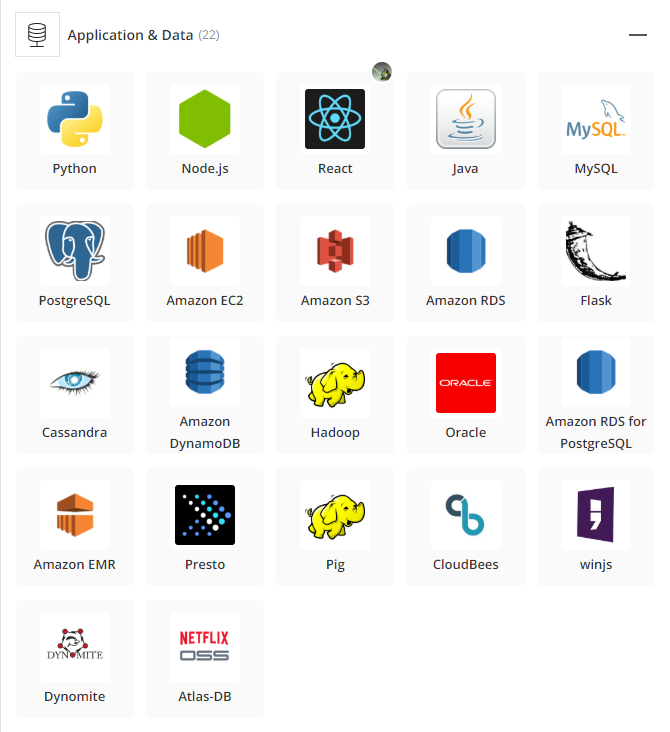 Application & Data (22)
Python
Node.js
React
Java
MySQL
MySQL
PostgreSQL
Amazon EC2
Amazon S3
Amazon RDS
Flask
Cassandra
Amazon
DynamoDB
Hadoop
ORACLE
Oracle
Amazon RDS for
PostgreSQL
Amazon EMR
Presto
Pig
CloudBees
winjs
DYNOMITE
Dynomite
NETFLIX
OSS
Atlas-DB